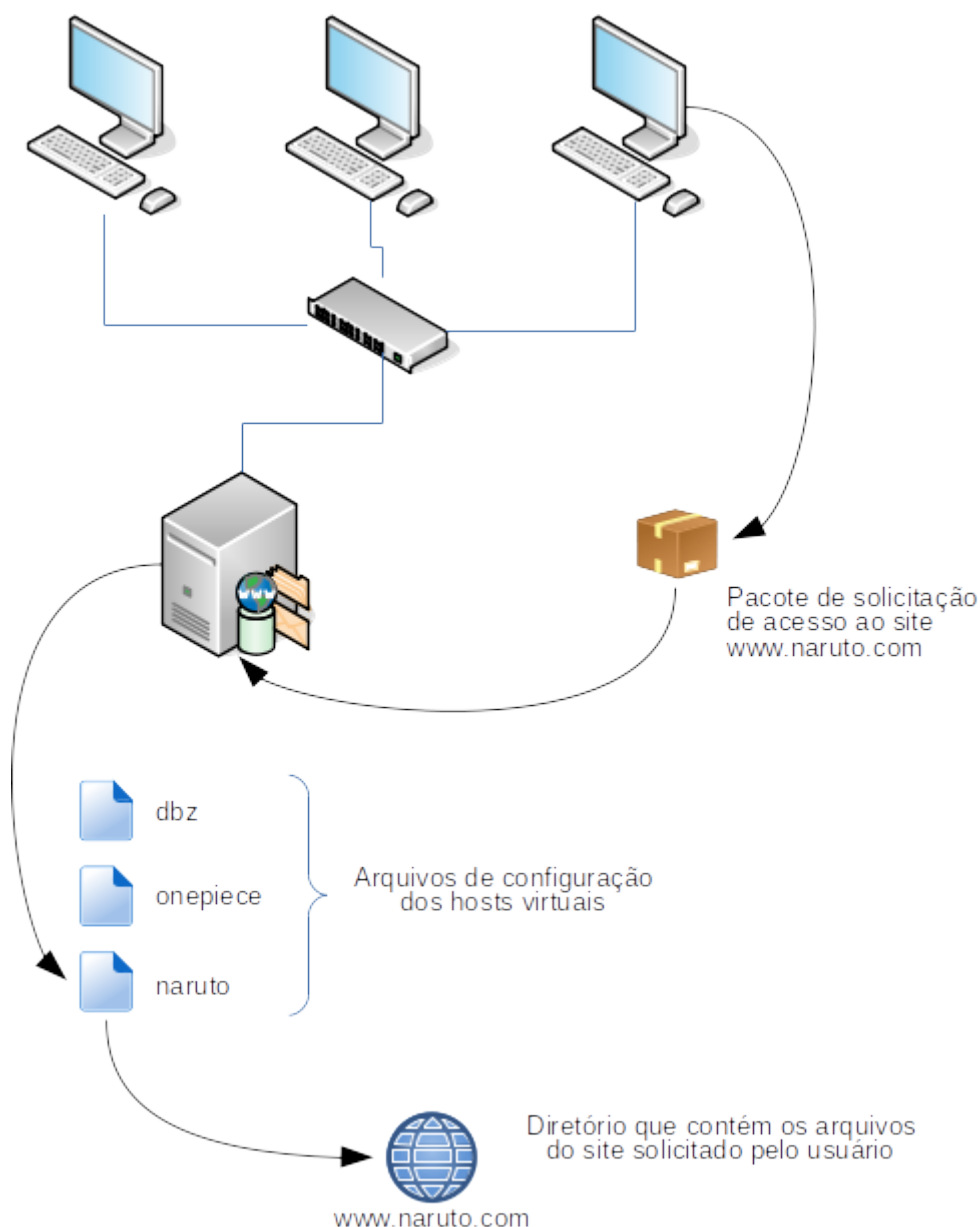 Pacote de solicitação
de acesso ao site
www.naruto.com
dbz
onepiece
naruto
Arquivos de configuração
dos hosts virtuais
Diretório que contém os arquivos
do site solicitado pelo usuário
www.naruto.com